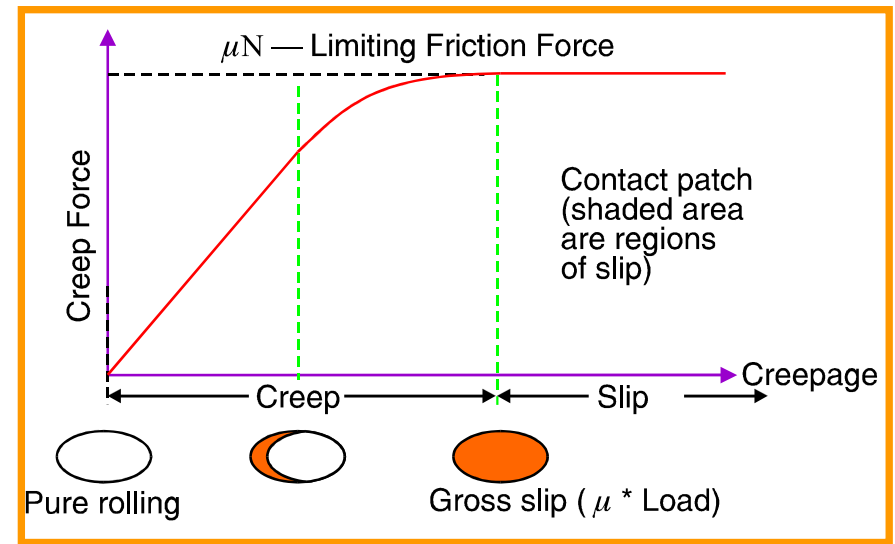 μN — Limiting Friction Force
Creep Force
Contact patch
(shaded area
are regions
of slip)
Creepage
Creep
Slip
Pure rolling
Gross slip ( μ * Load)